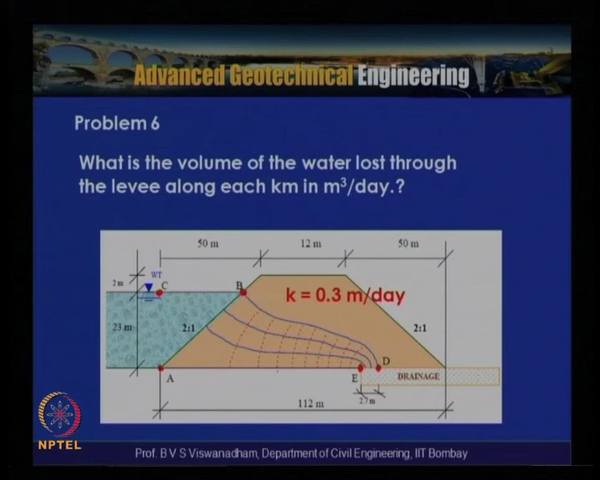 Advanced Geotechnical Engineering
Problem 6
What is the volume of the water lost through
the levee along each km in m³/day.?
50 m
12 m
50 m
2m
WT
C
B
k = 0.3 m/day
23 m
2:1
2:1
A
E
D
DRAINAGE
112 m
NPTEL
Prof. B V S Viswanadham, Department of Civil Engineering, IIT Bombay